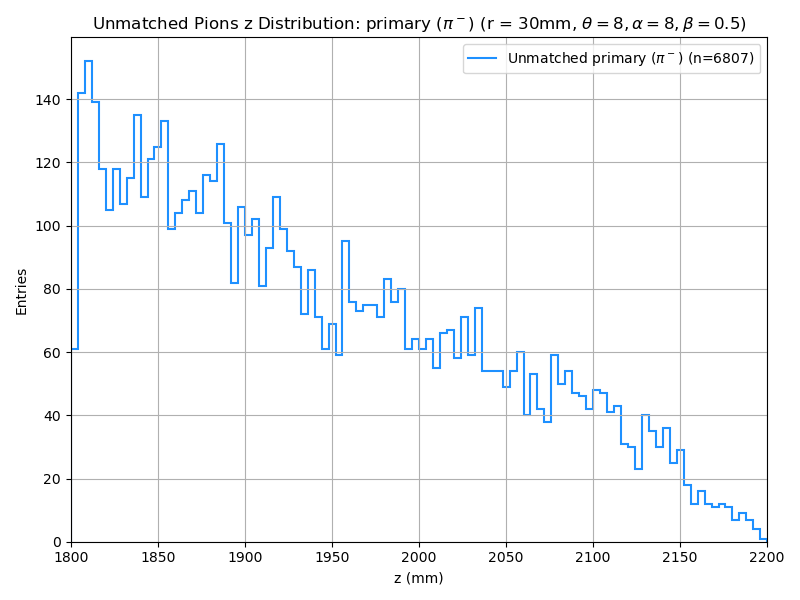 Unmatched Pions z Distribution: primary (π⁻) (r = 30mm, θ = 8, α = 8, β = 0.5)
Unmatched primary (π⁻) (n=6807)
Entries
140
120
100
80
60
40
20
0
1800 1850 1900 1950 2000 2050 2100 2150 2200
z (mm)